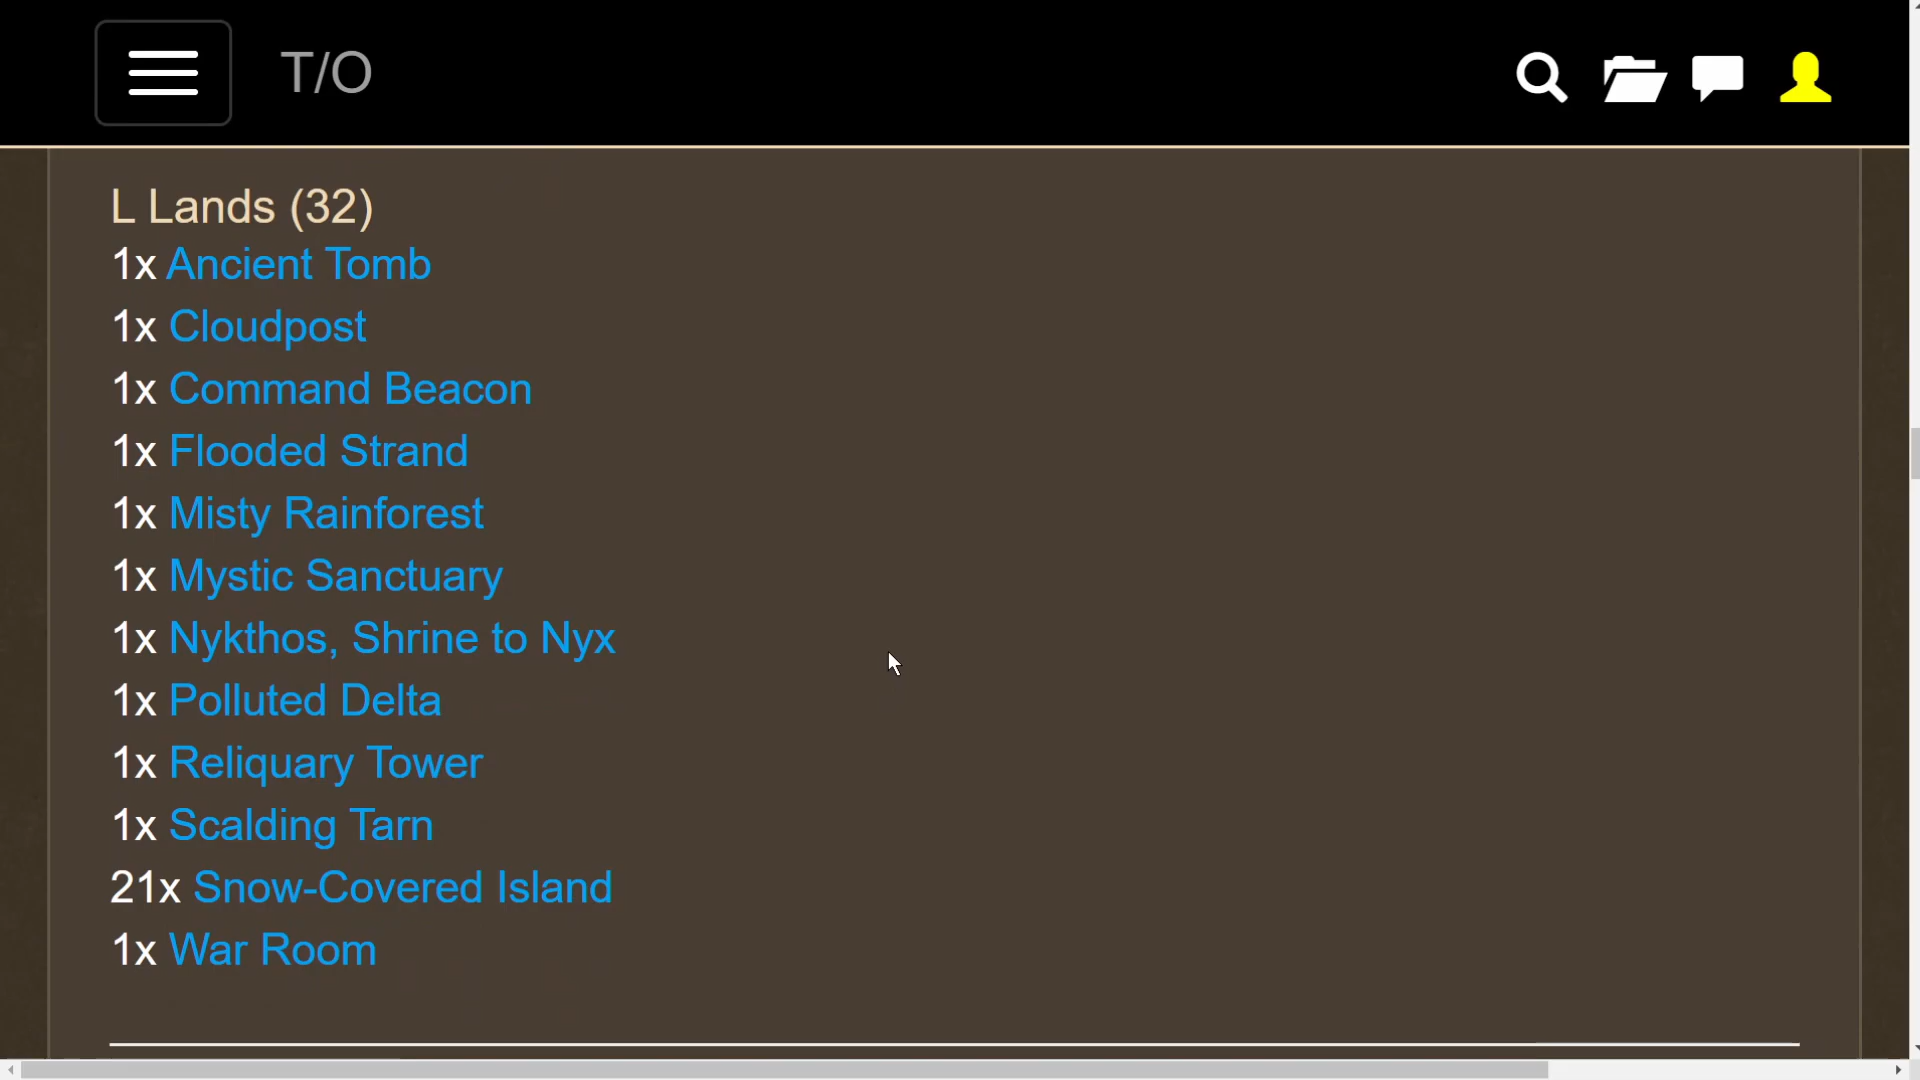 T/O
L Lands (32)
1x Ancient Tomb
1x Cloudpost
1x Command Beacon
1x Flooded Strand
1x Misty Rainforest
1x Mystic Sanctuary
1x Nykthos, Shrine to Nyx
1x Polluted Delta
1x Reliquary Tower
1x Scalding Tarn
21x Snow-Covered Island
1x War Room